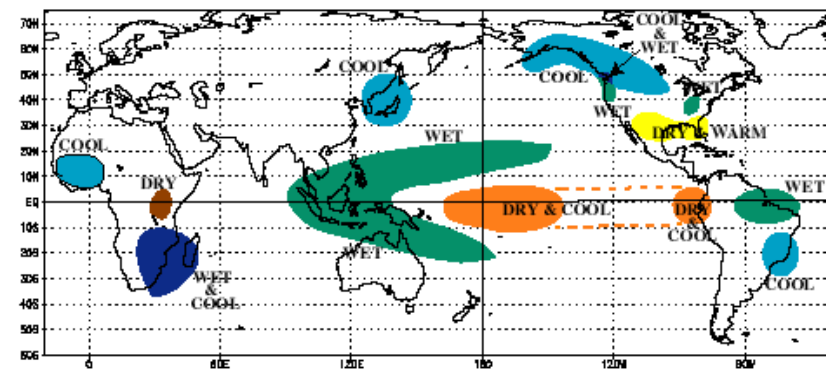 70N
60N
50N
40N
30N
20N
10N
EQ
10S
20S
30S
40S
50S
60S
0
60E
120E
180
120W
60W
COOL
&
WET
COOL
COOL
WET
WET
DRY & WARM
COOL
WET
DRY
WET
DRY & COOL
DRY
&
COOL
WET
WET
&
COOL
COOL